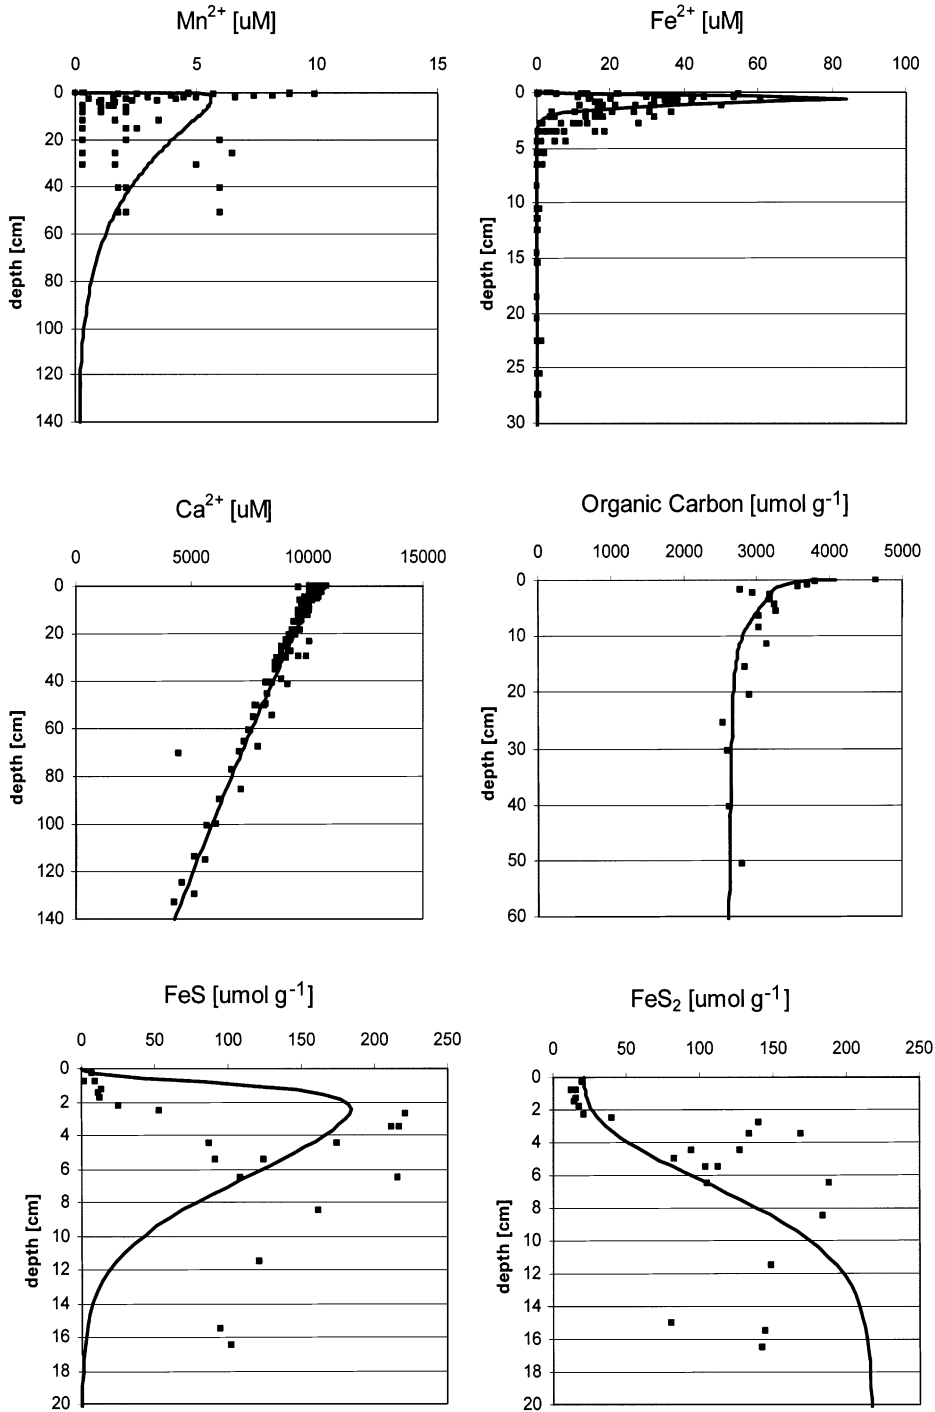 Mn2+ [uM]
0 5 10 15
0
20
40
60
80
100
120
140
depth [cm]
Fe2+ [uM]
0 20 40 60 80 100
0
5
10
15
20
25
30
depth [cm]
Ca2+ [uM]
0 5000 10000 15000
0
20
40
60
80
100
120
140
depth [cm]
Organic Carbon [umol g-1]
0 1000 2000 3000 4000 5000
0
10
20
30
40
50
60
depth [cm]
FeS [umol g-1]
0 50 100 150 200 250
0
2
4
6
8
10
12
14
16
18
20
depth [cm]
FeS2 [umol g-1]
0 50 100 150 200 250
0
2
4
6
8
10
12
14
16
18
20
depth [cm]